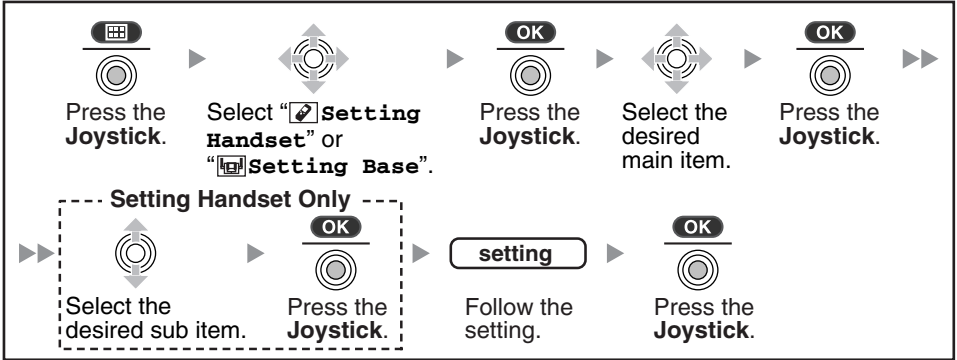 OK OK
Press the Select “Setting Press the Select the Press the
Joystick. Handset” or Joystick. desired Joystick.
“Setting Base”. main item.
Setting Handset Only
OK OK
setting
Select the Press the Follow the Press the
desired sub item. Joystick. setting. Joystick.